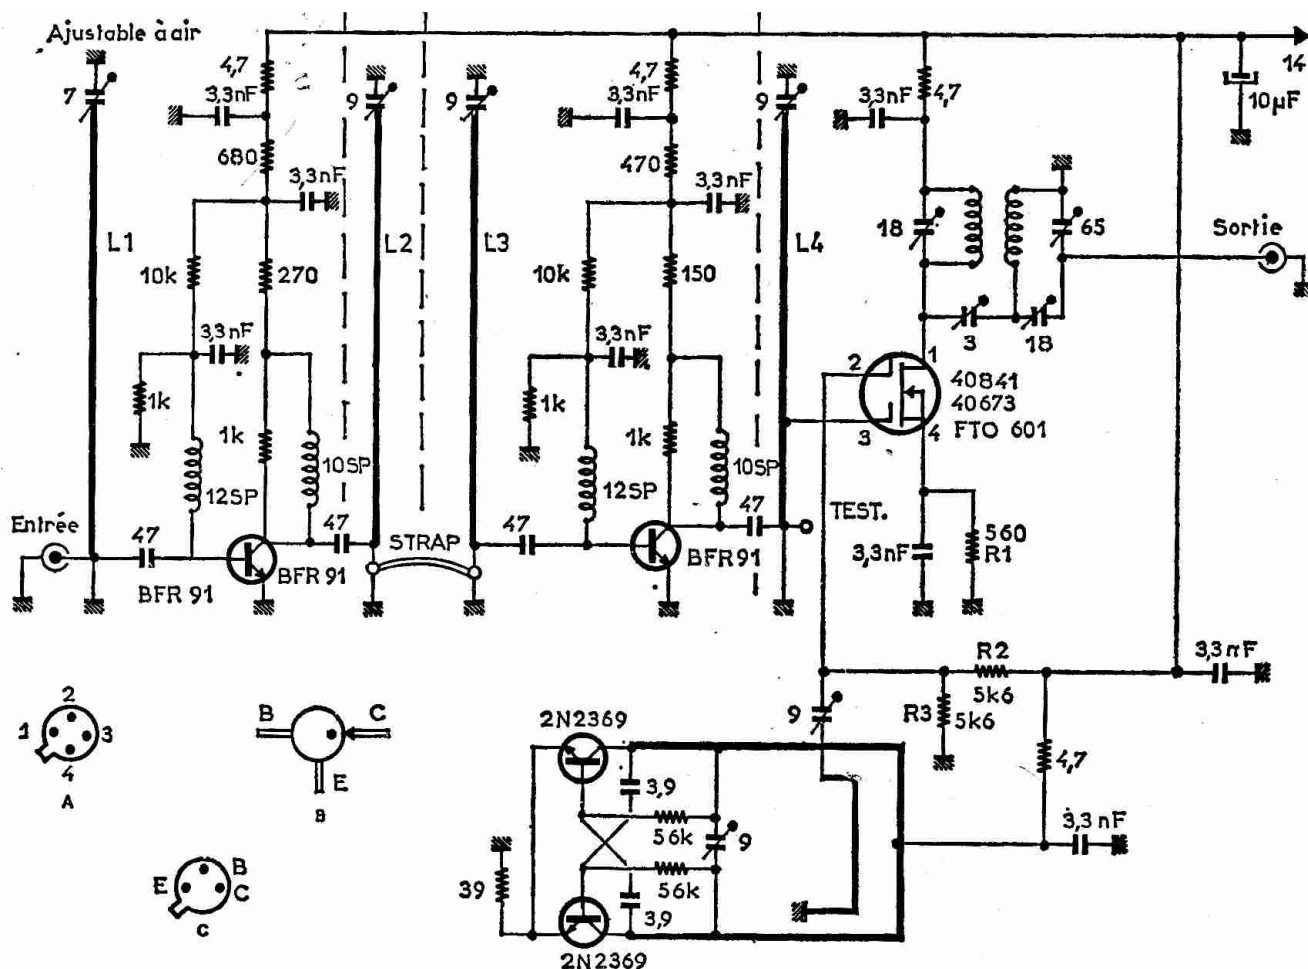 Ajustable à air
4,7
4,7
14
7
3,3nF
9
9
3,3nF
9
3,3nF
4,7
10µF
680
470
3,3nF
3,3nF
18
65
Sortie
L1
L2
L3
L4
10k
270
10k
150
3,3nF
3,3nF
3
18
2
1
40841
40673
FTO 601
3
4
1k
1k
1k
1k
10SP
10SP
12SP
12SP
TEST.
Entrée
47
47
47
47
STRAP
560
R1
3,3nF
BFR 91
BFR 91
BFR 91
R2
3,3nF
5k6
R3
5k6
9
2
1
3
4
A
B
C
E
B
2N2369
3,9
4,7
56k
9
3,3nF
56k
39
3,9
E
B
C
C
2N2369